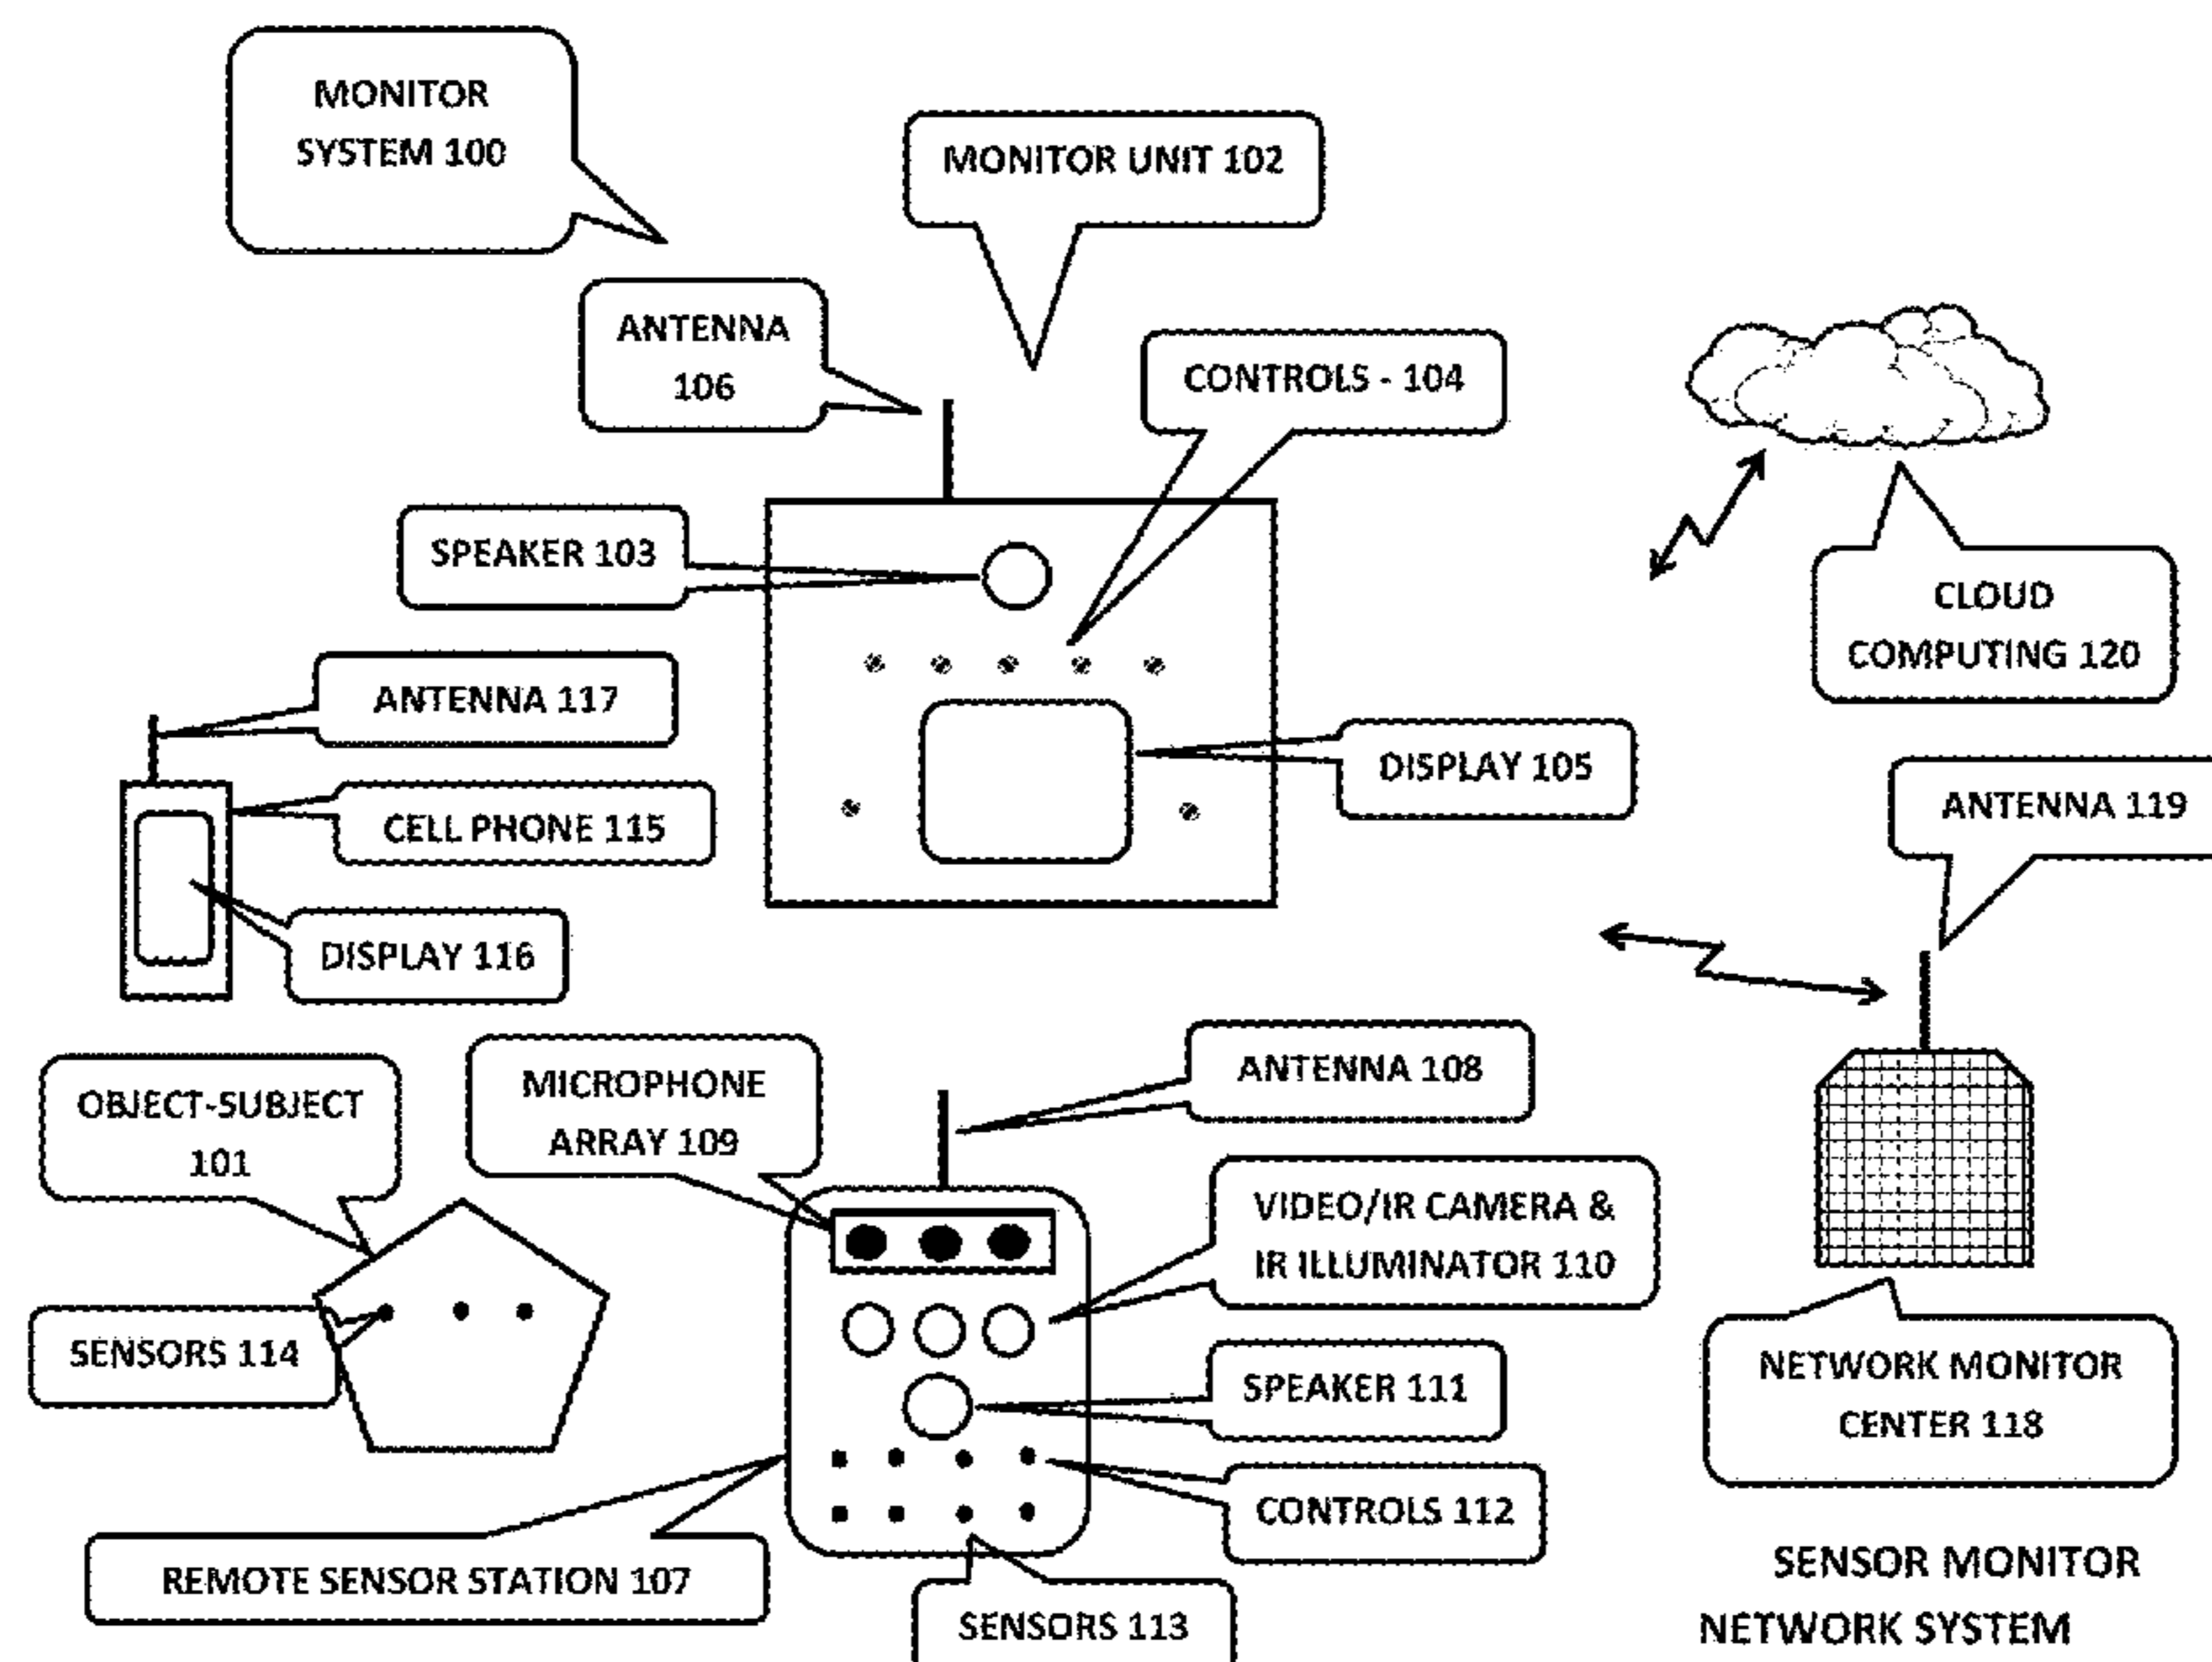 MONITOR
SYSTEM 100
MONITOR UNIT 102
ANTENNA
106
CONTROLS - 104
SPEAKER 103
CLOUD
COMPUTING 120
ANTENNA 117
DISPLAY 105
ANTENNA 119
CELL PHONE 115
DISPLAY 116
OBJECT-SUBJECT
101
MICROPHONE
ARRAY 109
ANTENNA 108
VIDEO/IR CAMERA &
IR ILLUMINATOR 110
SENSORS 114
SPEAKER 111
NETWORK MONITOR
CENTER 118
CONTROLS 112
REMOTE SENSOR STATION 107
SENSORS 113
SENSOR MONITOR
NETWORK SYSTEM